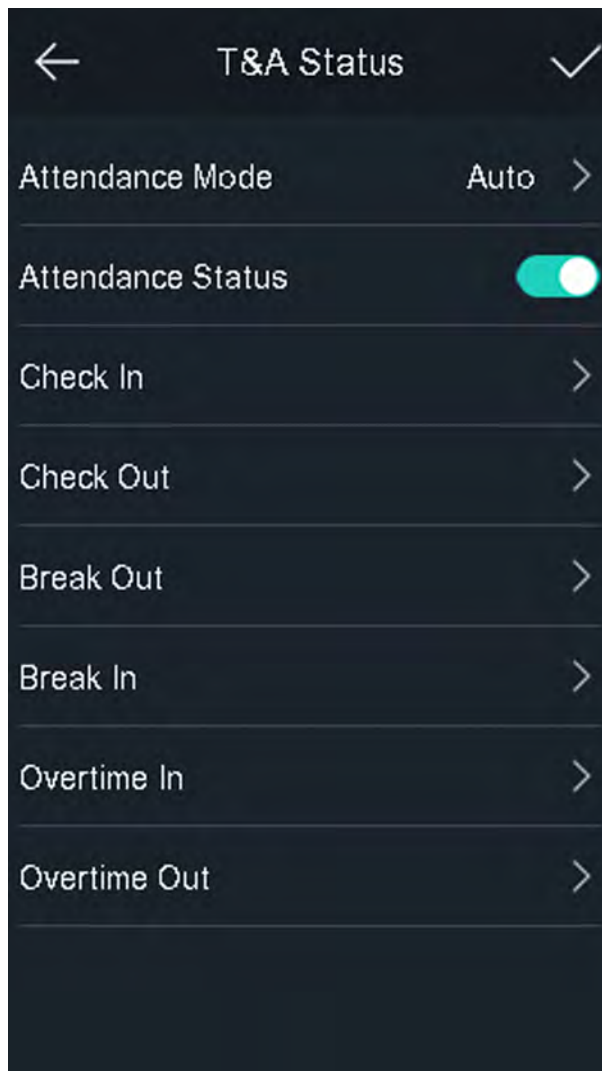 T&A Status
Attendance Mode Auto
Attendance Status
Check In
Check Out
Break Out
Break In
Overtime In
Overtime Out